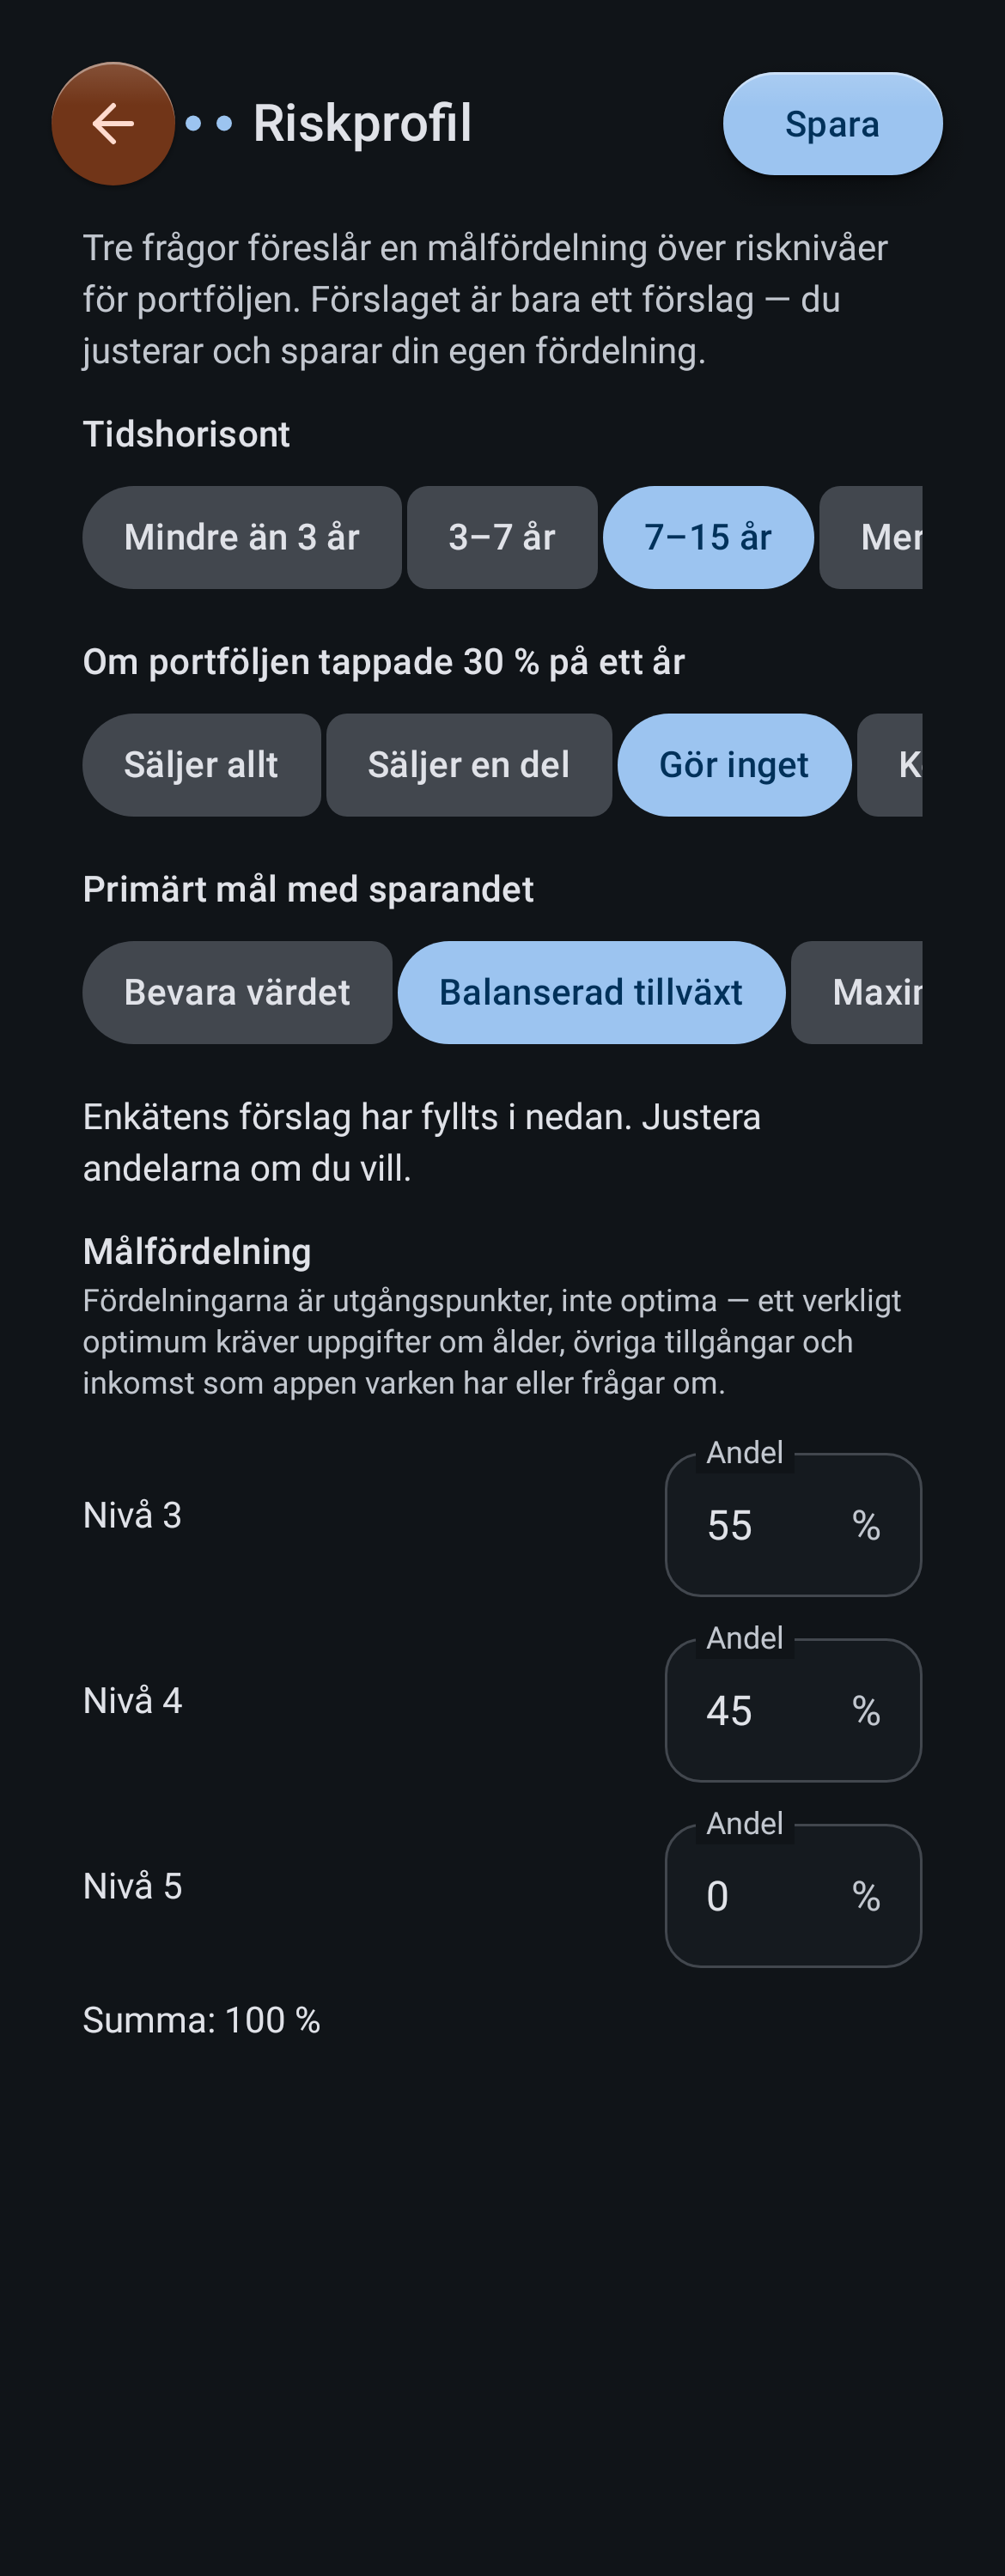 Riskprofil
Spara
Tre frågor föreslår en målfördelning över risknivåer
för portföljen. Förslaget är bara ett förslag — du
justerar och sparar din egen fördelning.
Tidshorisont
Mindre än 3 år 3–7 år 7–15 år Mer
Om portföljen tappade 30 % på ett år
Säljer allt Säljer en del Gör inget K
Primärt mål med sparandet
Bevara värdet Balanserad tillväxt Maxi
Enkätens förslag har fyllts i nedan. Justera
andelarna om du vill.
Målfördelning
Fördelningarna är utgångspunkter, inte optima — ett verkligt
optimum kräver uppgifter om ålder, övriga tillgångar och
inkomst som appen varken har eller frågar om.
Andel
Nivå 3 55 %
Andel
Nivå 4 45 %
Andel
Nivå 5 0 %
Summa: 100 %